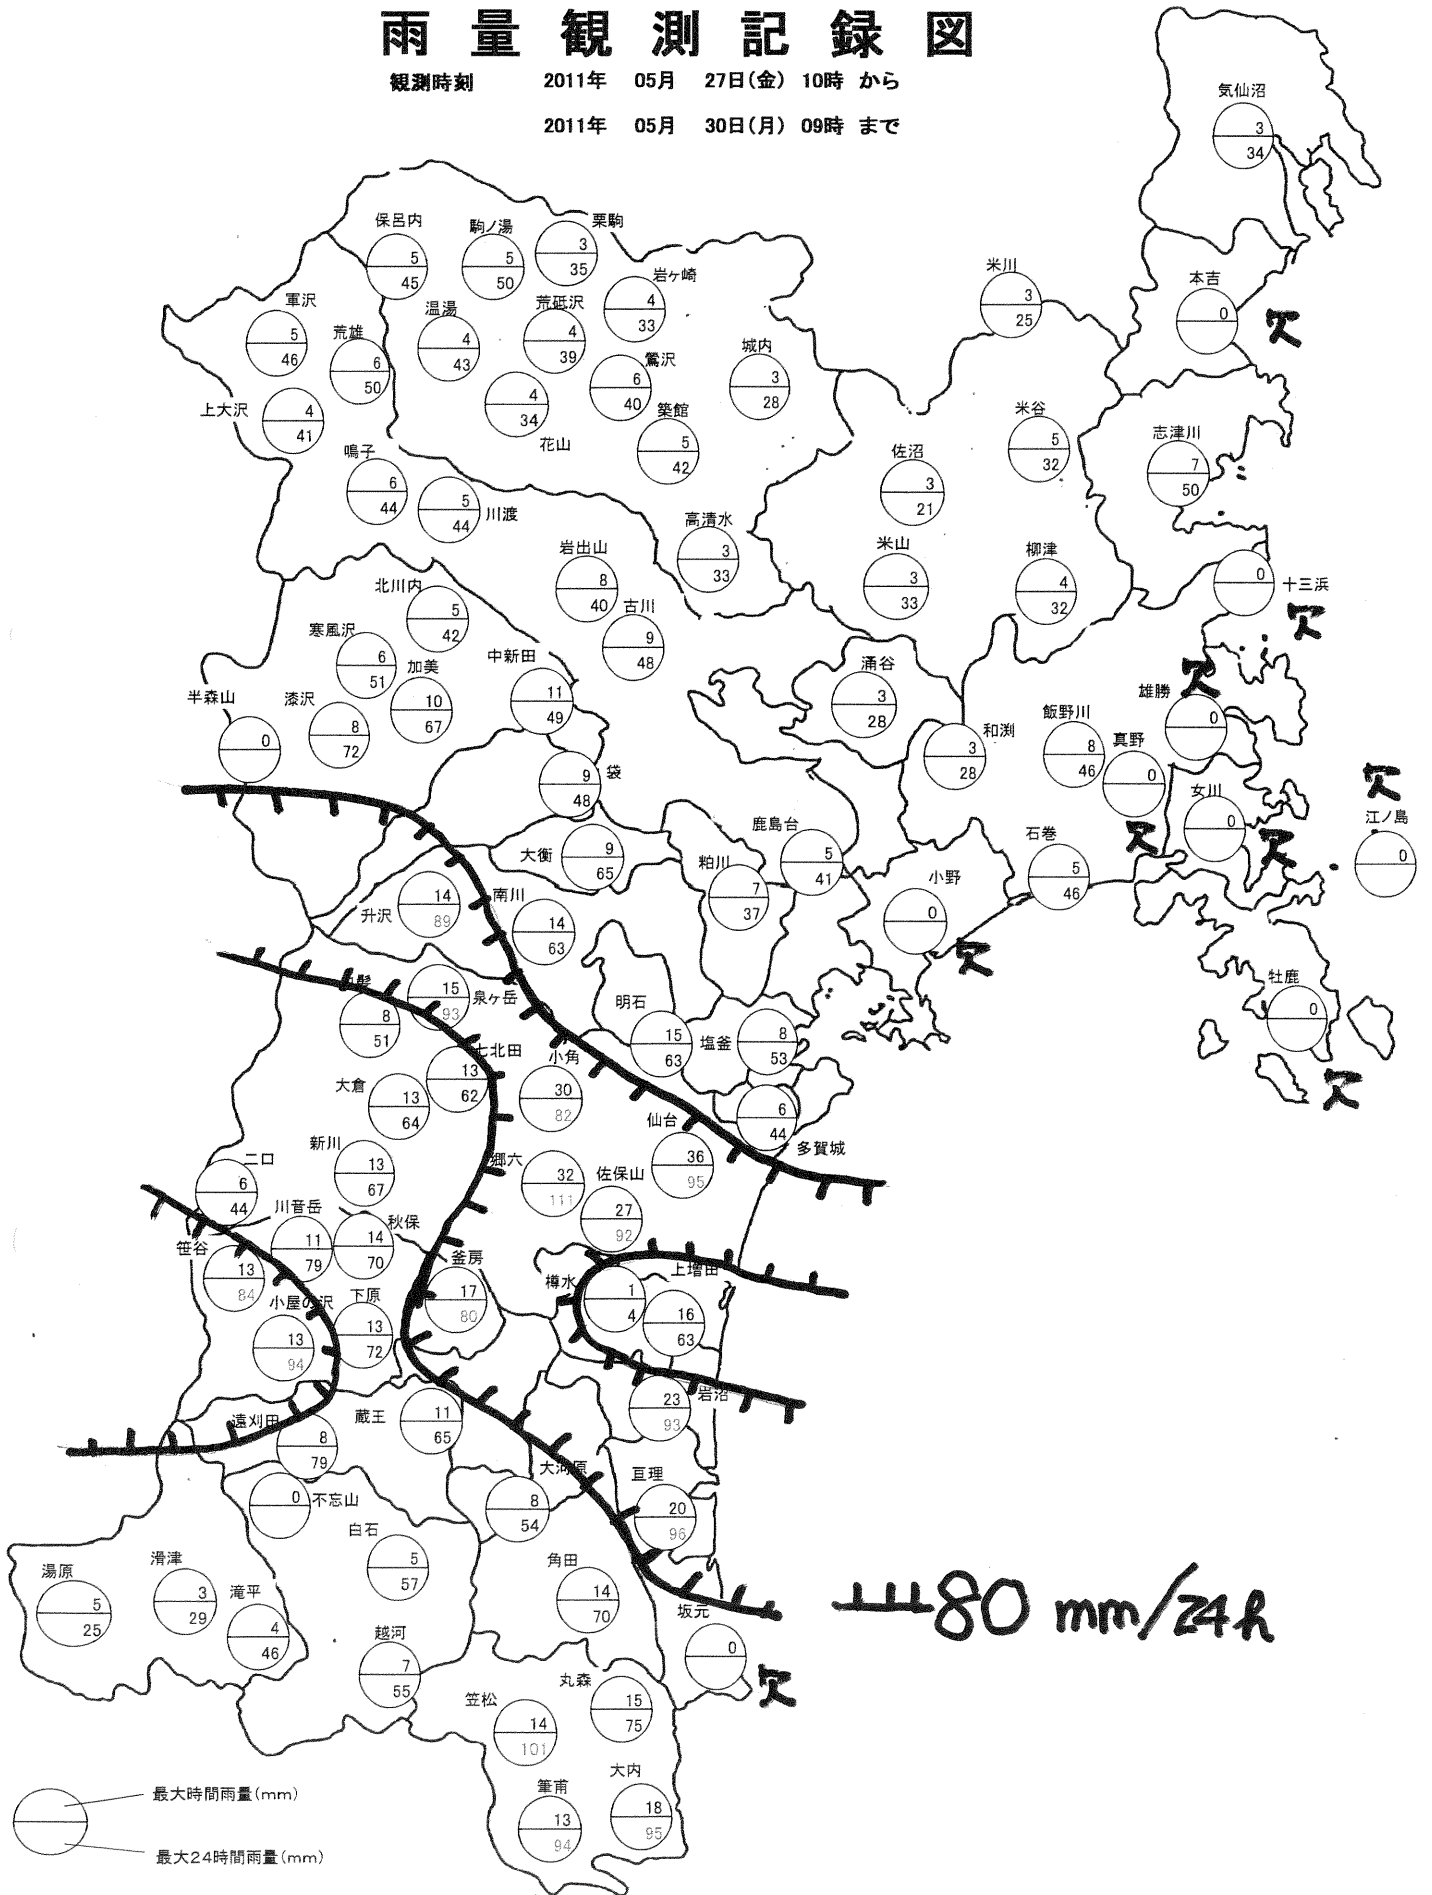 雨量観測記録図
観測時刻 2011年 05月 27日(金) 10時 から
2011年 05月 30日(月) 09時 まで
気仙沼
3
34
保呂内
5
45
駒ノ湯
5
50
栗駒
3
35
岩ヶ崎
4
33
米川
3
25
本吉
0
欠
軍沢
5
46
荒雄
6
50
温湯
4
43
荒砥沢
4
39
鶯沢
6
40
城内
3
28
上大沢
4
41
花山
4
34
築館
5
42
米谷
5
32
志津川
7
50
佐沼
3
21
鳴子
6
44
川渡
5
44
高清水
3
33
岩出山
8
40
米山
3
33
柳津
4
32
十三浜
0
欠
北川内
5
42
古川
9
48
寒風沢
6
51
加美
10
67
中新田
11
49
涌谷
3
28
雄勝
0
欠
半森山
0
漆沢
8
72
和渕
3
28
飯野川
8
46
真野
0
欠
袋
9
48
女川
0
欠
江ノ島
0
欠
大衡
9
65
粕川
7
37
鹿島台
5
41
石巻
5
46
小野
0
欠
升沢
14
89
南川
14
63
牡鹿
0
欠
8
51
泉ヶ岳
15
93
明石
15
63
塩釜
8
53
七北田
13
62
小角
30
82
大倉
13
64
多賀城
6
44
仙台
36
95
新川
13
67
郷六
32
111
佐保山
27
92
二口
6
44
川音岳
11
79
秋保
14
70
笹谷
13
84
釜房
17
80
樽水
1
4
上増田
16
63
小屋の沢
13
94
下原
13
72
岩沼
23
93
遠刈田
8
79
蔵王
11
65
不忘山
0
大河原
8
54
亘理
20
96
白石
5
57
角田
14
70
湯原
5
25
滑津
3
29
滝平
4
46
坂元
0
欠
80 mm/24h
越河
7
55
丸森
15
75
笠松
14
101
大内
18
95
筆甫
13
94
最大時間雨量(mm)
最大24時間雨量(mm)